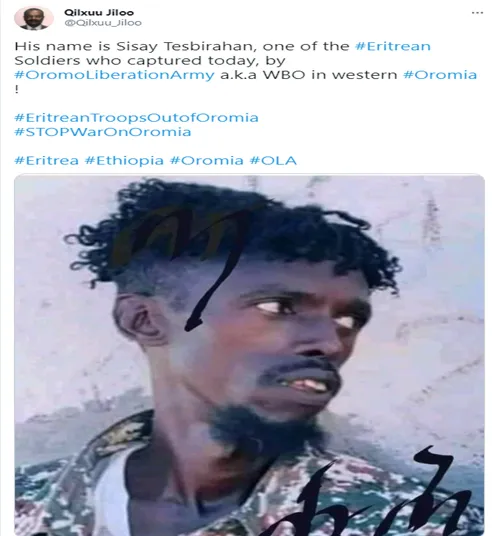 Qilxuu Jiloo
@Qilxuu_Jiloo
His name is Sisay Tesbirahan, one of the #Eritrean
Soldiers who captured today, by
#OromoLiberationArmy a.k.a WBO in western #Oromia
!
#EritreanTroopsOutofOromia
#STOPWarOnOromia
#Eritrea #Ethiopia #Oromia #OLA